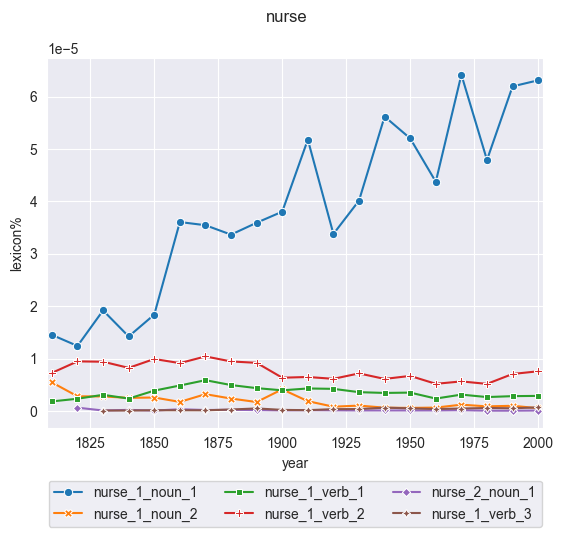 nurse
1e−5
6
5
4
3
2
1
0
lexicon%
1825 1850 1875 1900 1925 1950 1975 2000
year
nurse_1_noun_1 nurse_1_verb_1 nurse_2_noun_1
nurse_1_noun_2 nurse_1_verb_2 nurse_1_verb_3